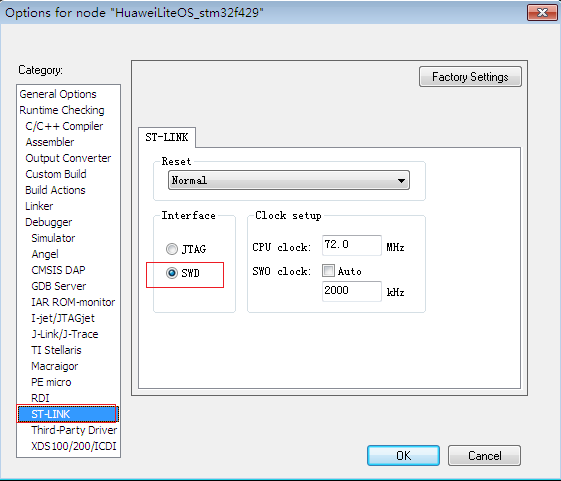 Options for node "HuaweiLiteOS_stm32f429"
Category:
General Options
Runtime Checking
C/C++ Compiler
Assembler
Output Converter
Custom Build
Build Actions
Linker
Debugger
Simulator
Angel
CMSIS DAP
GDB Server
IAR ROM-monitor
I-jet/JTAGjet
J-Link/J-Trace
TI Stellaris
Macraigor
PE micro
RDI
ST-LINK
Third-Party Driver
XDS100/200/ICDI
Factory Settings
ST-LINK
Reset
Normal
Interface
JTAG
SWD
Clock setup
CPU clock: 72.0 MHz
SWO clock: Auto
2000 kHz
OK Cancel